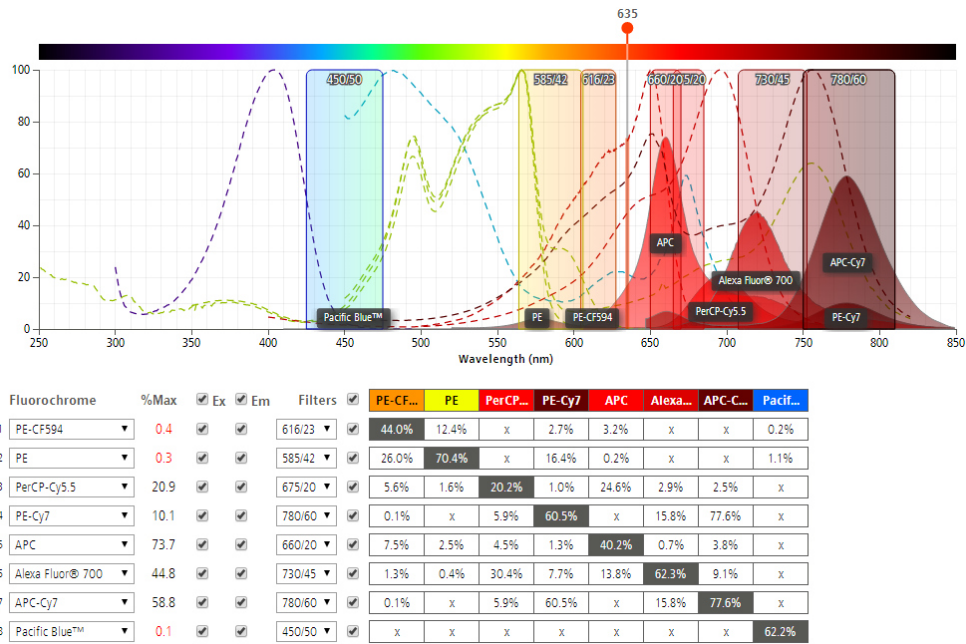 635
100
80
60
40
20
0
450/50 585/42 616/23 660/20 5/20 730/45 780/60
APC
APC-Cy7
Alexa Fluor® 700
PerCP-Cy5.5
Pacific Blue™ PE PE-CF594 PE-Cy7
250 300 350 400 450 500 550 600 650 700 750 800 850
Wavelength (nm)
Fluorochrome %Max Ex Em Filters PE-CF... PE PerCP... PE-Cy7 APC Alexa... APC-C... Pacif...
PE-CF594 0.4 616/23 44.0% 12.4% x 2.7% 3.2% x x 0.2%
2 PE 0.3 585/42 26.0% 70.4% x 16.4% 0.2% x x 1.1%
3 PerCP-Cy5.5 20.9 675/20 5.6% 1.6% 20.2% 1.0% 24.6% 2.9% 2.5% x
4 PE-Cy7 10.1 780/60 0.1% x 5.9% 60.5% x 15.8% 77.6% x
5 APC 73.7 660/20 7.5% 2.5% 4.5% 1.3% 40.2% 0.7% 3.8% x
6 Alexa Fluor® 700 44.8 730/45 1.3% 0.4% 30.4% 7.7% 13.8% 62.3% 9.1% x
7 APC-Cy7 58.8 780/60 0.1% x 5.9% 60.5% x 15.8% 77.6% x
8 Pacific Blue™ 0.1 450/50 x x x x x x x 62.2%